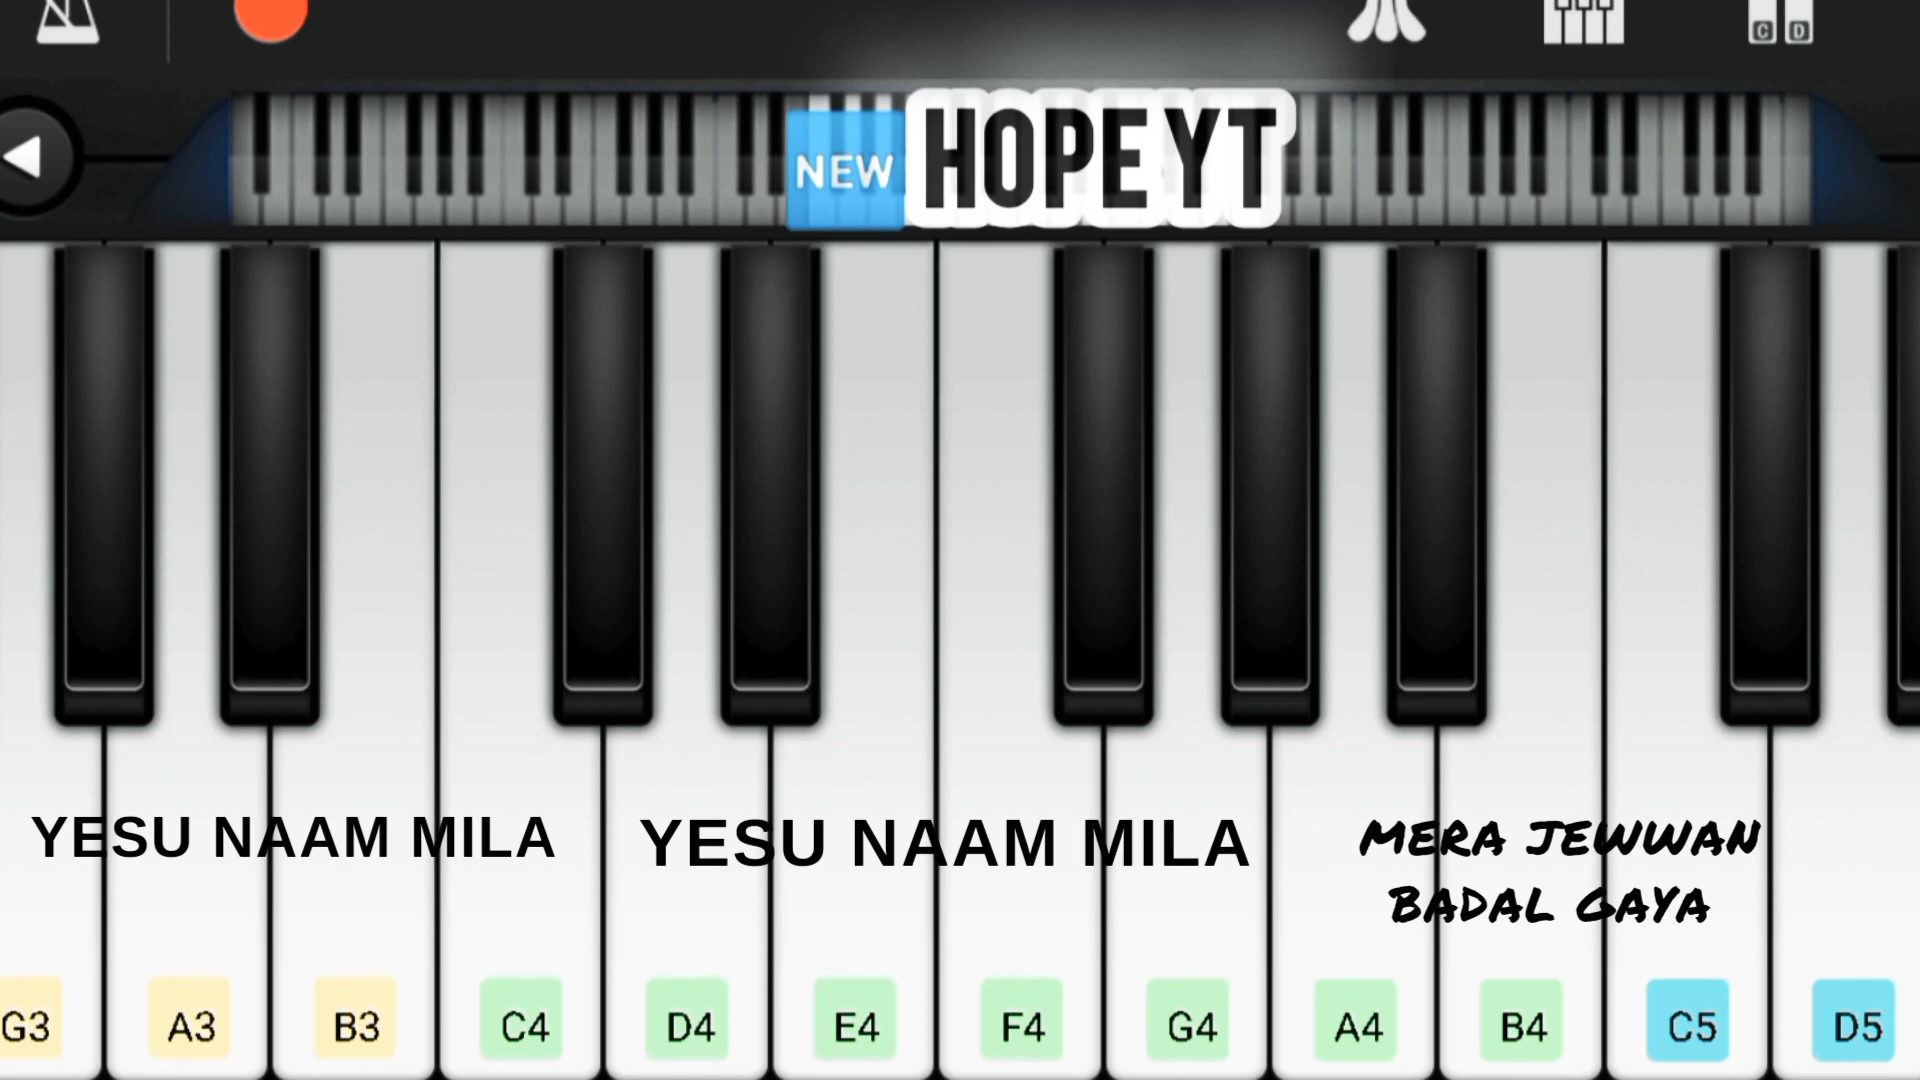 C D
NEW HOPE YT
YESU NAAM MILA
YESU NAAM MILA
MERA JEWWAN
BADAL GAYA
G3 A3 B3 C4 D4 E4 F4 G4 A4 B4 C5 D5